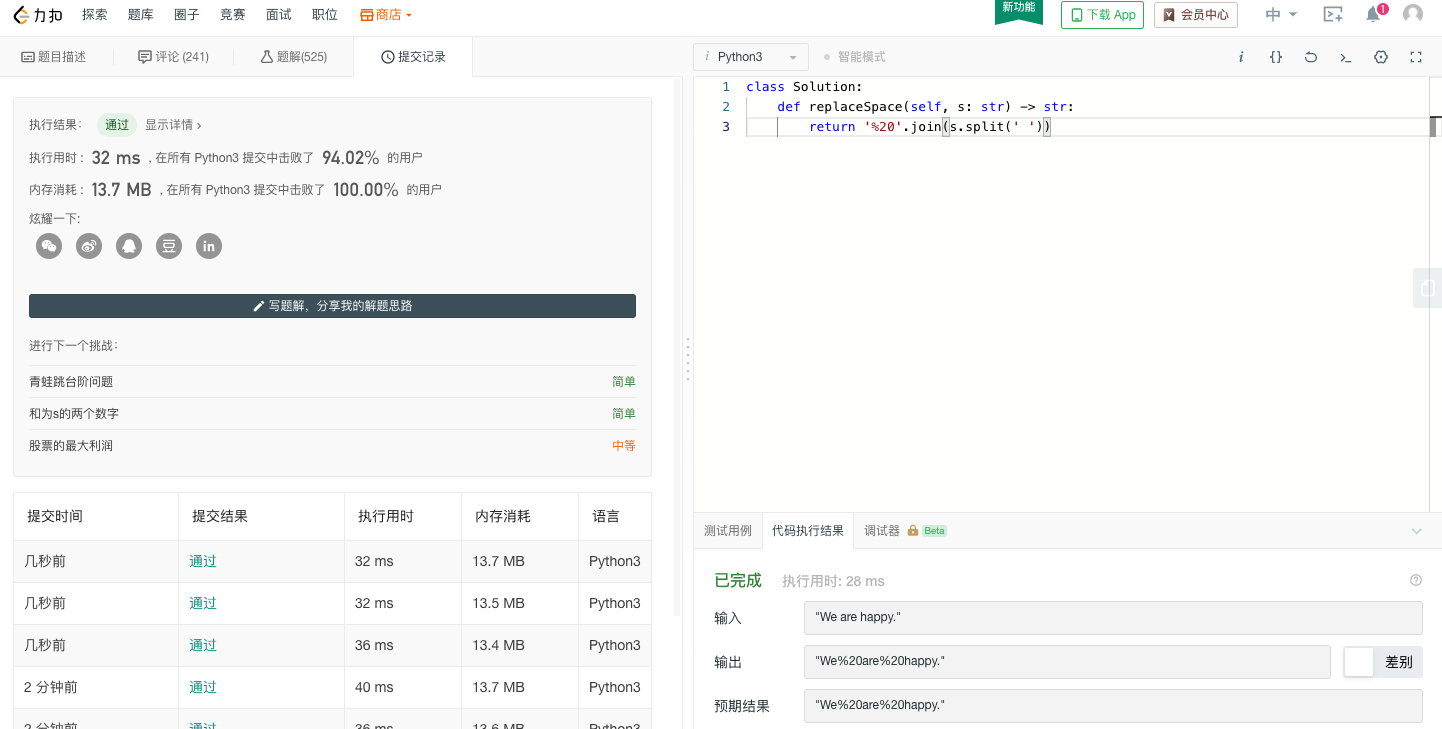 力扣 探索 题库 圈子 竞赛 面试 职位 商店 新功能 下载 App 会员中心 中 1
题目描述 评论 (241) 题解(525) 提交记录
i Python3 智能模式 i {}
执行结果： 通过 显示详情 ›
执行用时 : 32 ms , 在所有 Python3 提交中击败了 94.02% 的用户
内存消耗 : 13.7 MB , 在所有 Python3 提交中击败了 100.00% 的用户
炫耀一下:
豆 in
写题解，分享我的解题思路
进行下一个挑战：
青蛙跳台阶问题 简单
和为s的两个数字 简单
股票的最大利润 中等
提交时间 提交结果 执行用时 内存消耗 语言
几秒前 通过 32 ms 13.7 MB Python3
几秒前 通过 32 ms 13.5 MB Python3
几秒前 通过 36 ms 13.4 MB Python3
2 分钟前 通过 40 ms 13.7 MB Python3
2 分钟前 通过 36 ms 13.6 MB Python3
1 class Solution:
2 def replaceSpace(self, s: str) -> str:
3 return '%20'.join(s.split(' '))
测试用例 代码执行结果 调试器 Beta
已完成 执行用时: 28 ms
输入 "We are happy."
输出 "We%20are%20happy." 差别
预期结果 "We%20are%20happy."